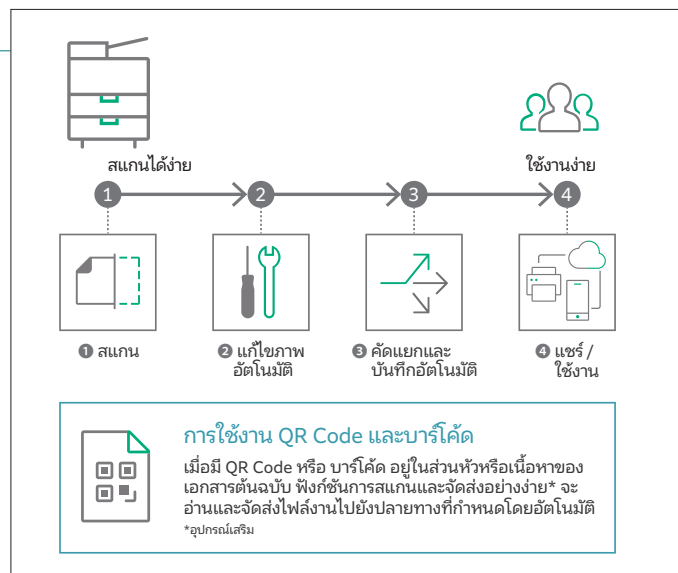 สแกนได้ง่าย
ใช้งานง่าย
1
2
3
4
❶ สแกน
❷ แก้ไขภาพ
อัตโนมัติ
❸ คัดแยกและ
บันทึกอัตโนมัติ
❹ แชร์ /
ใช้งาน
การใช้งาน QR Code และบาร์โค้ด
เมื่อมี QR Code หรือ บาร์โค้ด อยู่ในส่วนหัวหรือเนื้อหาของ
เอกสารต้นฉบับ ฟังก์ชันการสแกนและจัดส่งอย่างง่าย* จะ
อ่านและจัดส่งไฟล์งานไปยังปลายทางที่กำหนดโดยอัตโนมัติ
*อุปกรณ์เสริม